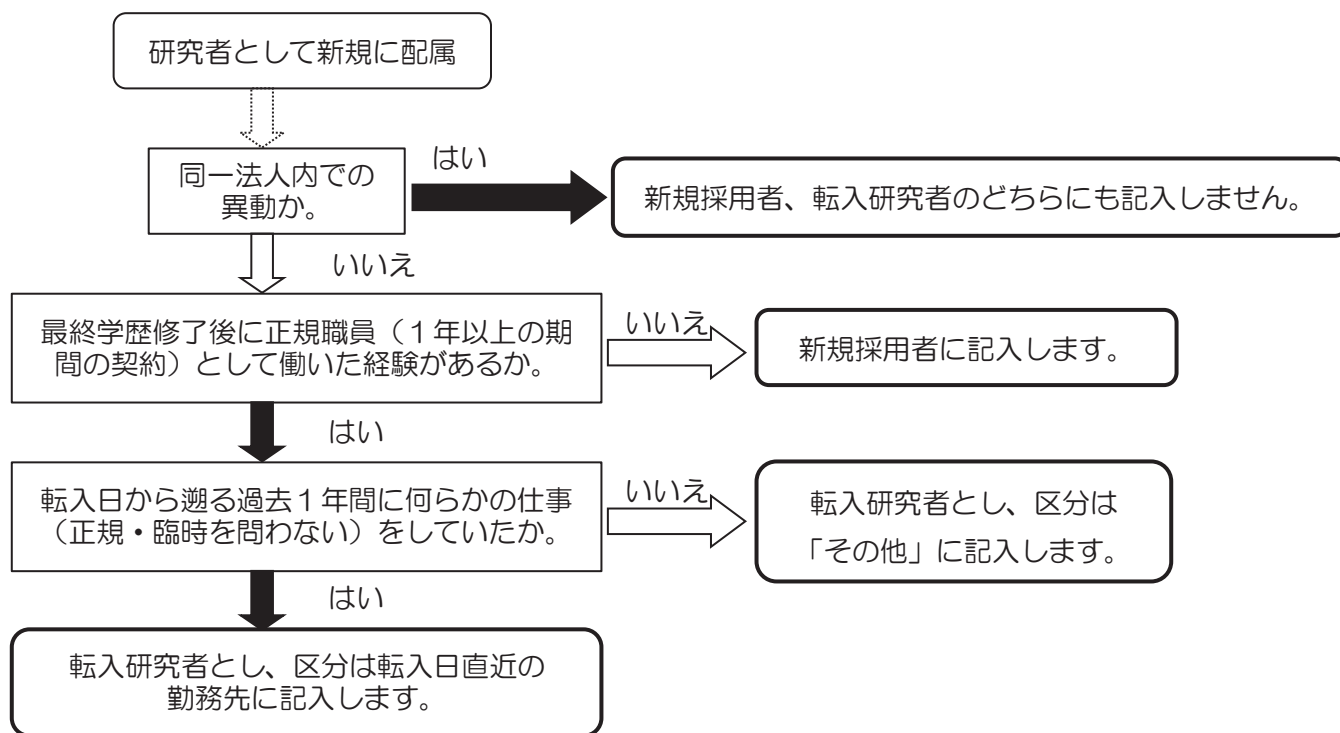 研究者として新規に配属
同一法人内での
異動か。
はい
新規採用者、転入研究者のどちらにも記入しません。
いいえ
最終学歴修了後に正規職員（１年以上の期
間の契約）として働いた経験があるか。
いいえ
新規採用者に記入します。
はい
転入日から遡る過去１年間に何らかの仕事
（正規・臨時を問わない）をしていたか。
いいえ
転入研究者とし、区分は
「その他」に記入します。
はい
転入研究者とし、区分は転入日直近の
勤務先に記入します。